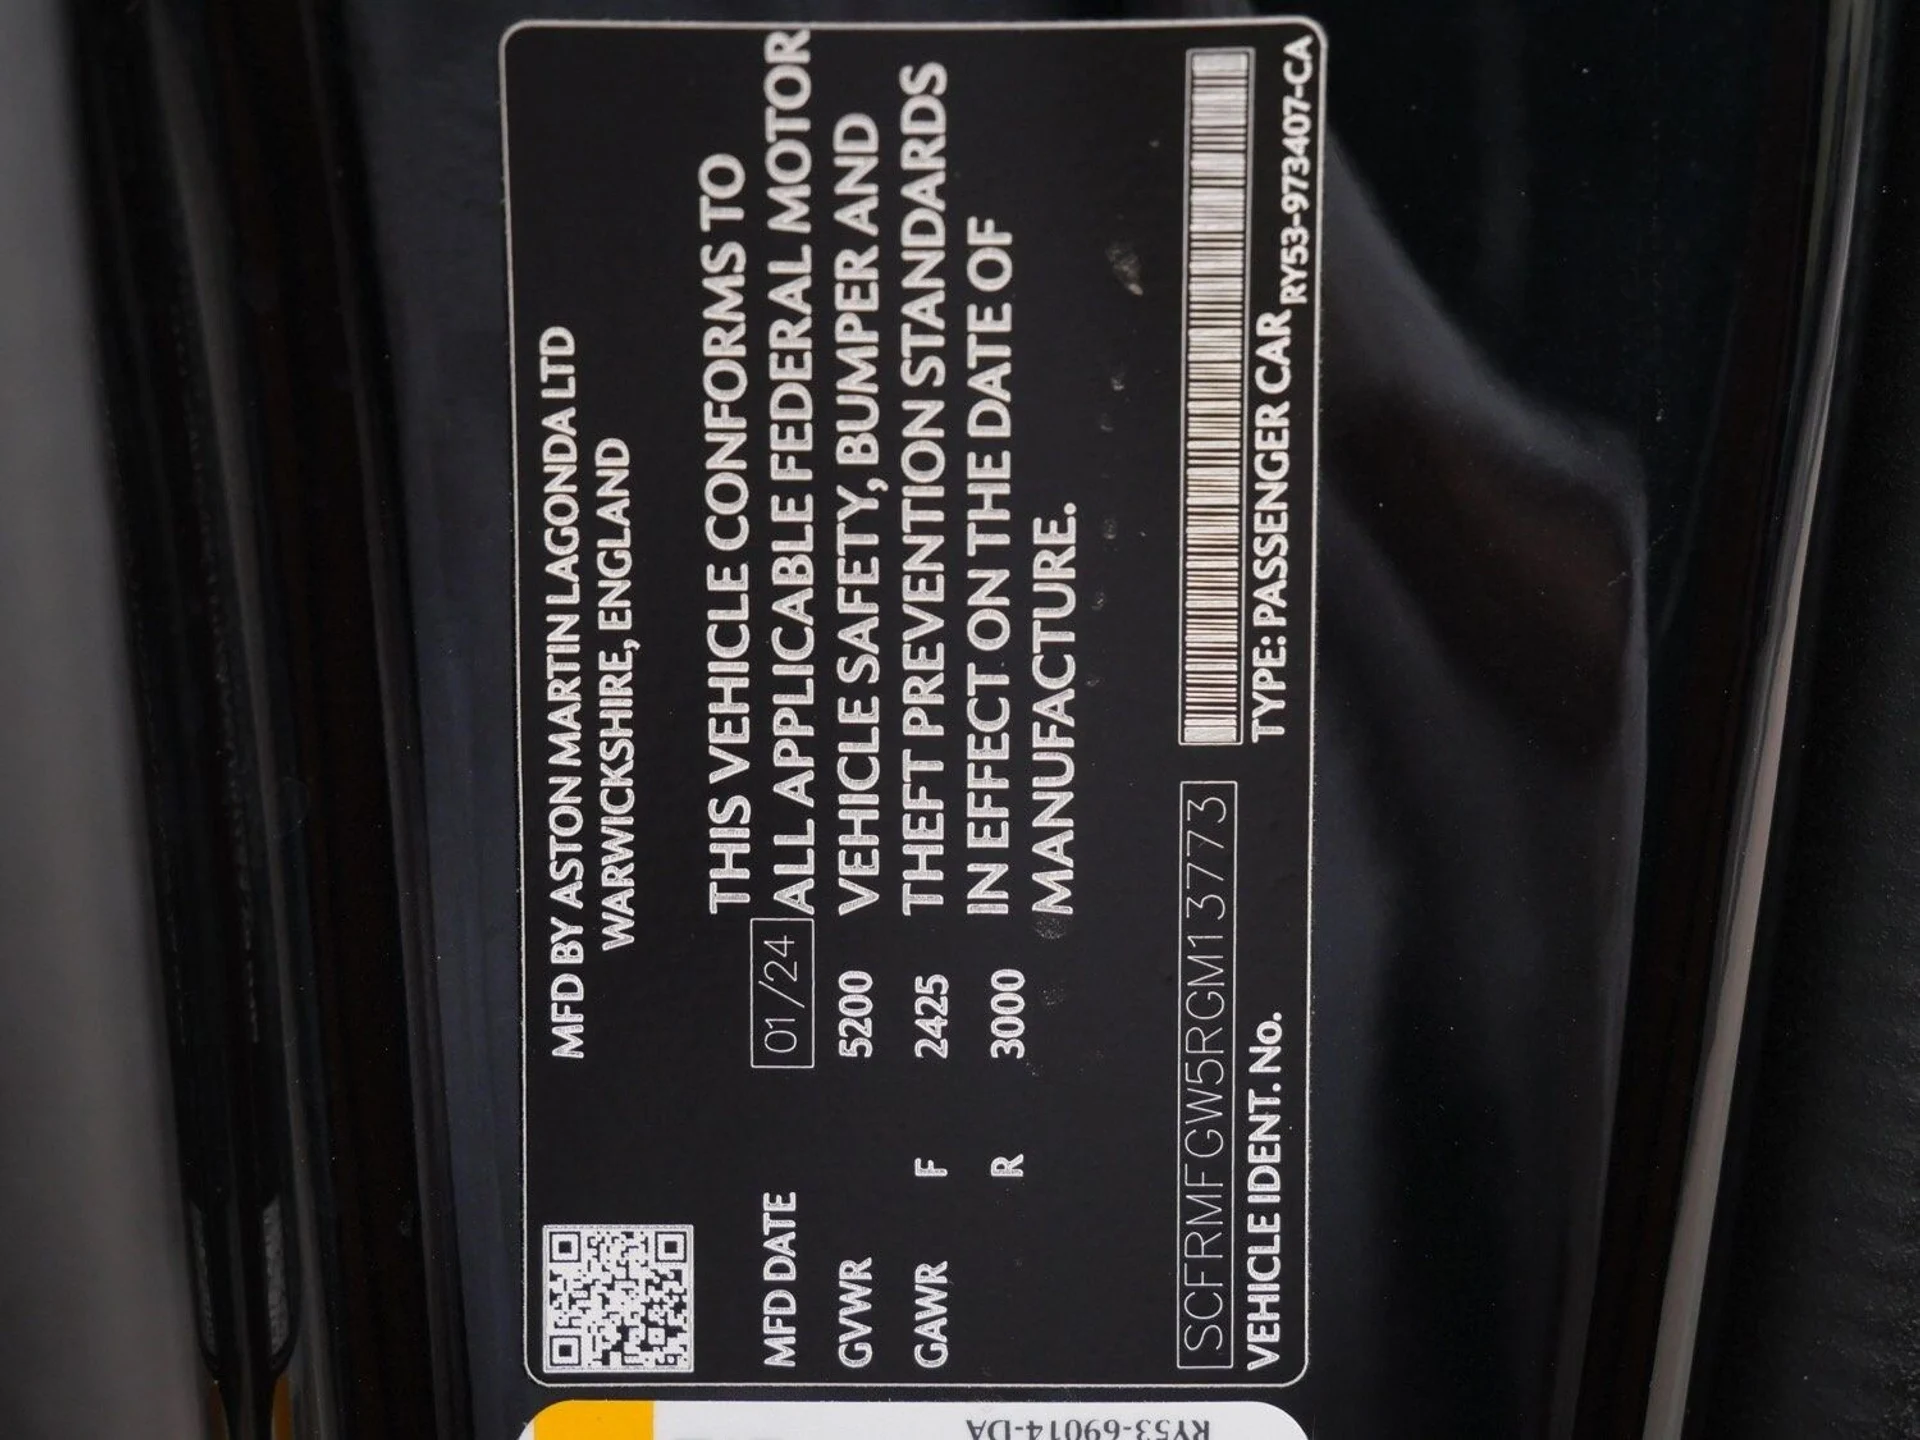 MFD BY ASTON MARTIN LAGONDA LTD
WARWICKSHIRE, ENGLAND
MFD DATE 01/24
GVWR 5200
GAWR F 2425
R 3000
THIS VEHICLE CONFORMS TO
ALL APPLICABLE FEDERAL MOTOR
VEHICLE SAFETY, BUMPER AND
THEFT PREVENTION STANDARDS
IN EFFECT ON THE DATE OF
MANUFACTURE.
SCFRMFGW5RGM13773
VEHICLE IDENT. No.
TYPE: PASSENGER CAR
RY53-973407-CA
RY53-69014-DA